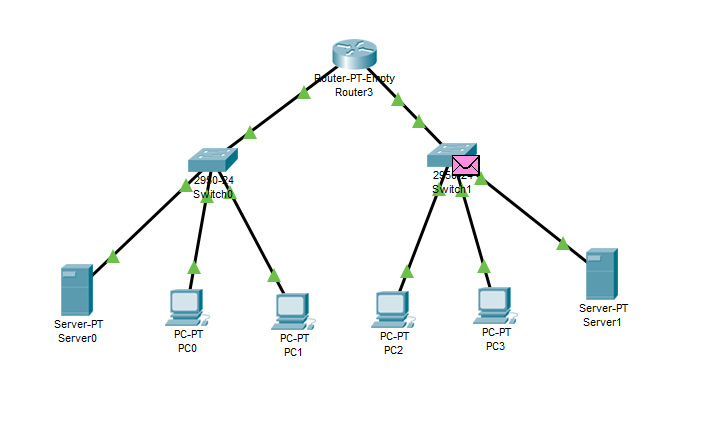 Router-PT-Empty
Router3
2950-24
Switch0
2950-24
Switch1
Server-PT
Server0
PC-PT
PC0
PC-PT
PC1
PC-PT
PC2
PC-PT
PC3
Server-PT
Server1